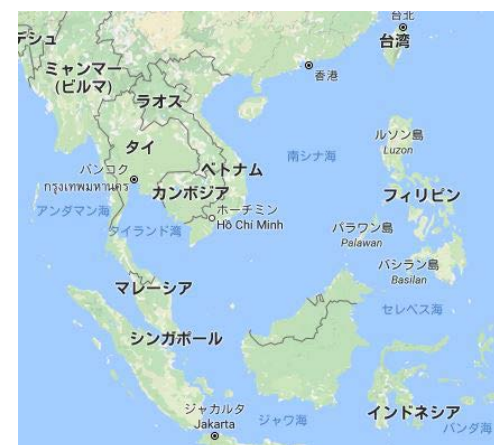 台北
台湾
デシュ
ミャンマー
(ビルマ)
香港
ラオス
ルソン島
Luzon
タイ
南シナ海
バンコク
กรุงเทพมหานคร
ベトナム
カンボジア
フィリピン
アンダマン海
ホーチミン
Hồ Chí Minh
タイランド湾
パラワン島
Palawan
バシラン島
Basilan
マレーシア
セレベス海
シンガポール
ジャカルタ
Jakarta
ジャワ海
インドネシア
バンダ海